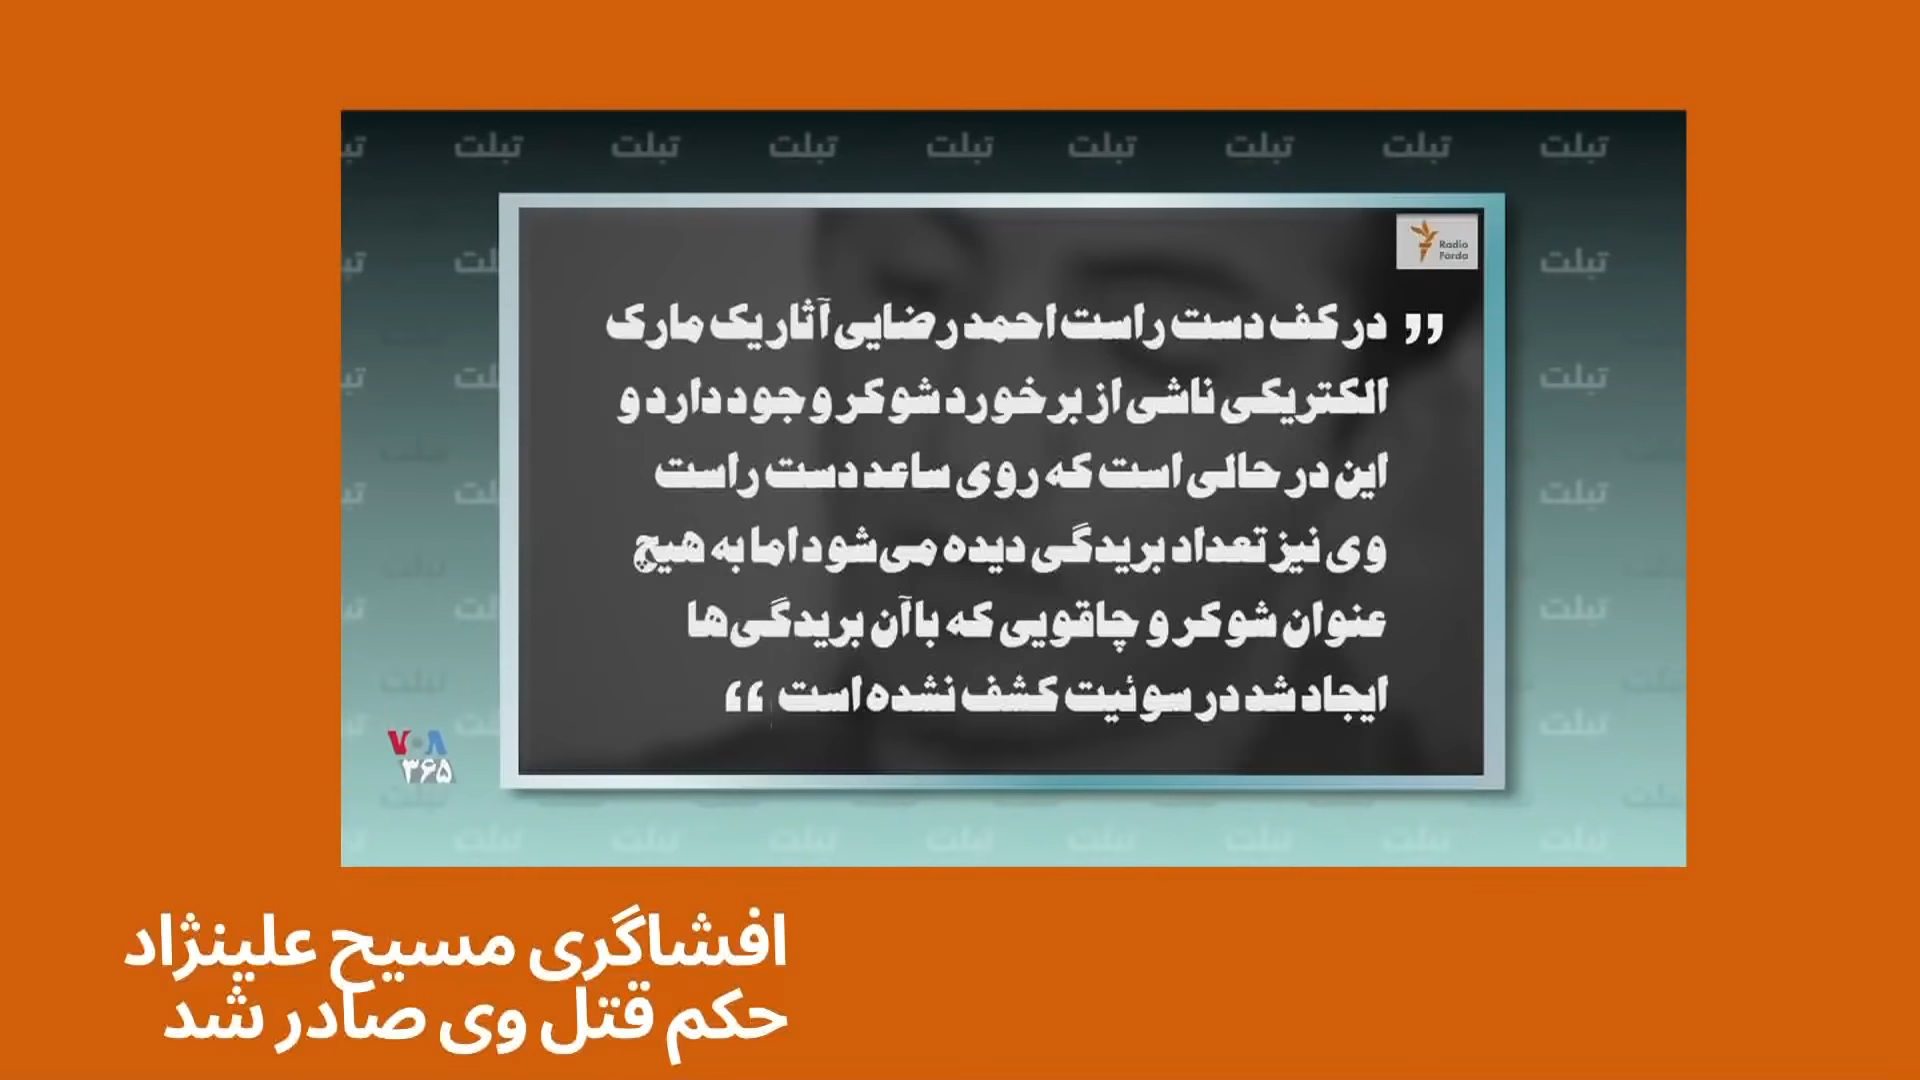 تبلت تبلت تبلت تبلت تبلت تبلت تبلت تبلت
Radio
Farda
” در کف دست راست احمد رضایی آثار یک مارک
الکتریکی ناشی از برخورد شوکر وجود دارد و
این در حالی است که روی ساعد دست راست
وی نیز تعداد بریدگی دیده می‌شود اما به هیچ
عنوان شوکر و چاقویی که با آن بریدگی‌ها
ایجاد شد در سوئیت کشف نشده است “
VOA
۳۶۵
افشاگری مسیح علینژاد
حکم قتل وی صادر شد